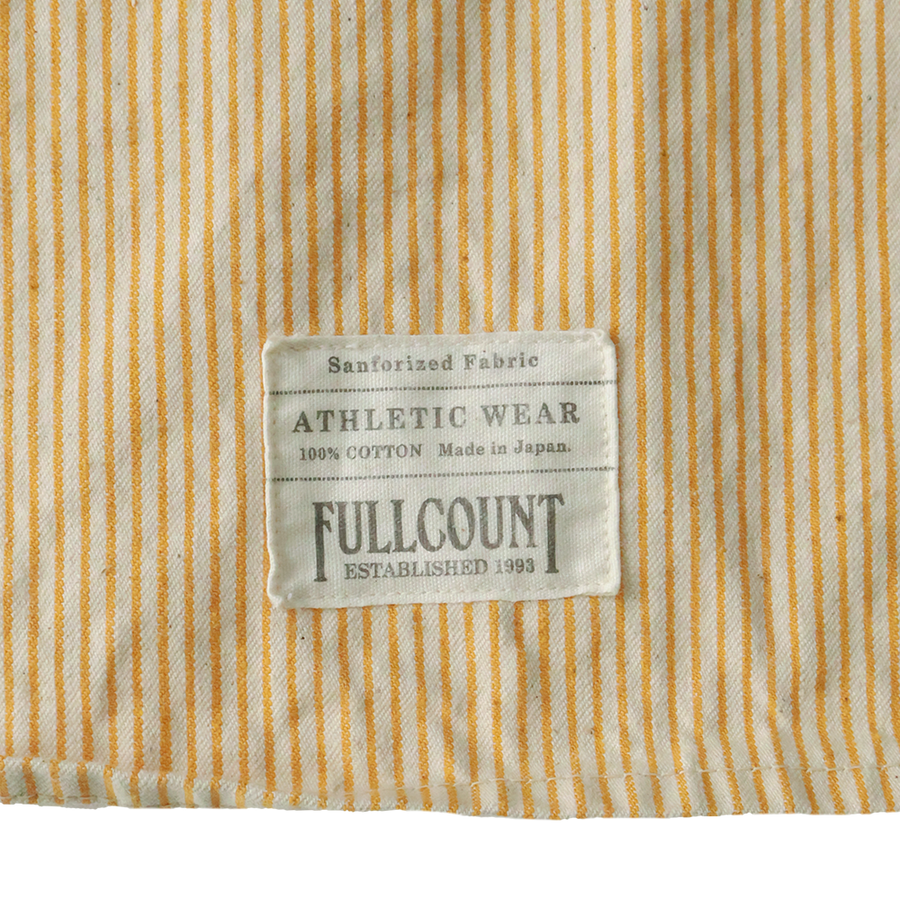 Sanforized Fabric
ATHLETIC WEAR
100% COTTON Made in Japan.
FULLCOUNT
ESTABLISHED 1993